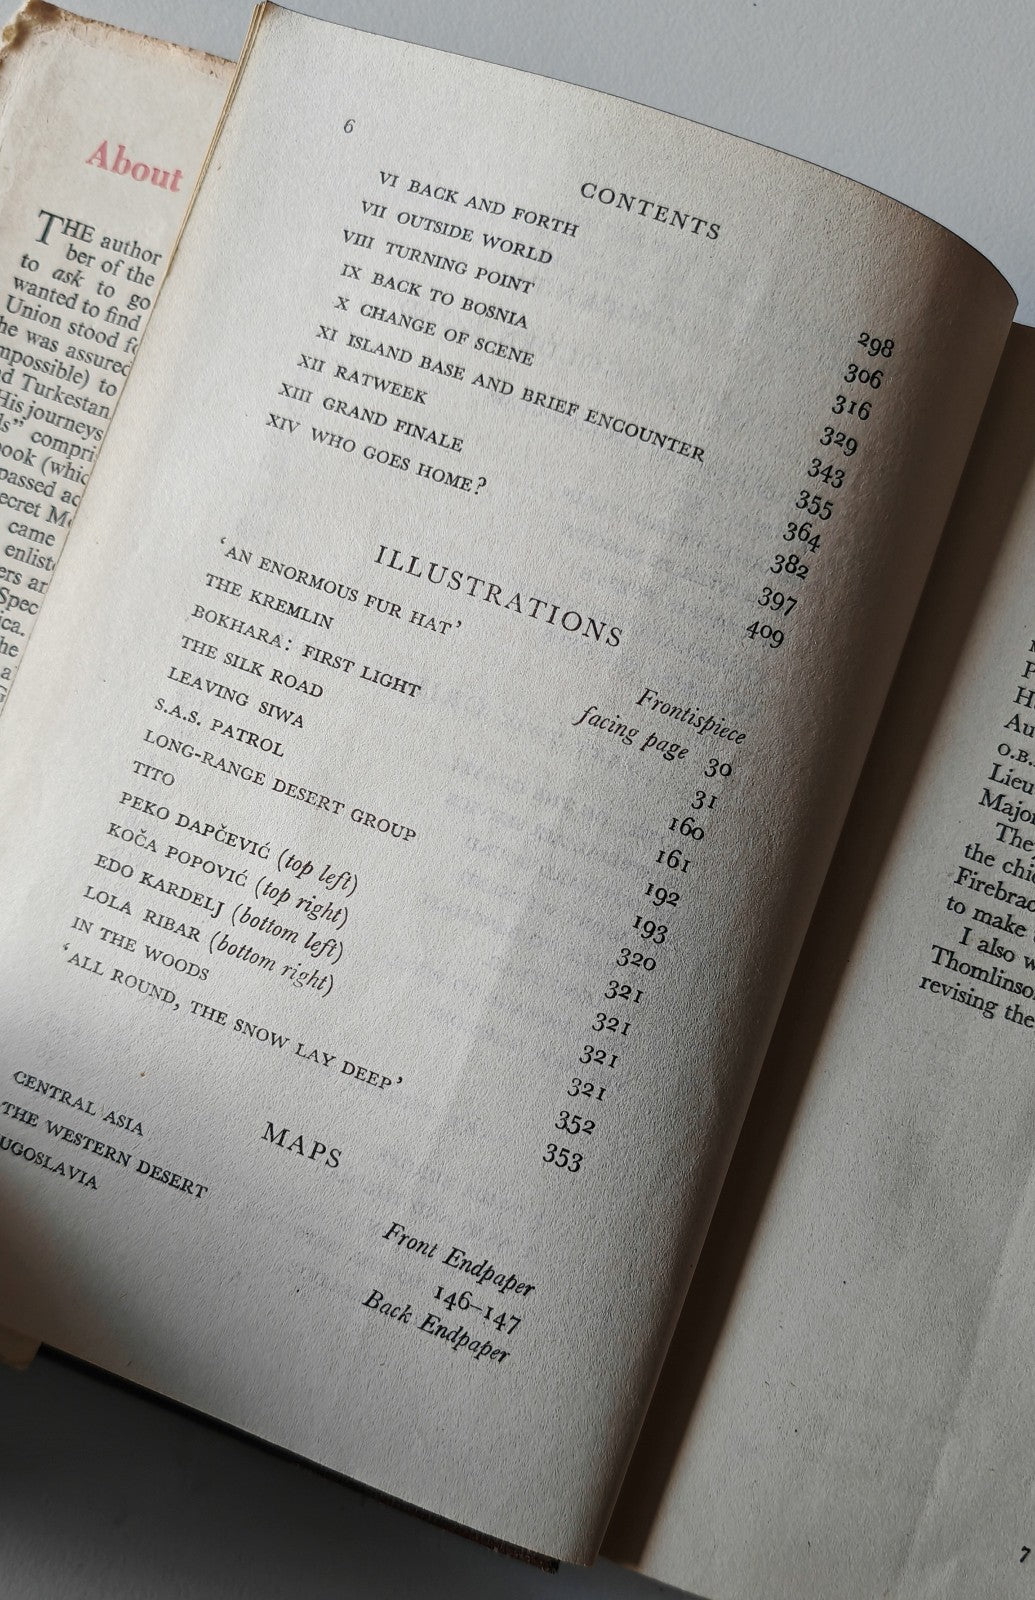 6
CONTENTS
VI BACK AND FORTH
VII OUTSIDE WORLD
VIII TURNING POINT
IX BACK TO BOSNIA
X CHANGE OF SCENE
XI ISLAND BASE AND BRIEF ENCOUNTER
XII RATWEEK
XIII GRAND FINALE
XIV WHO GOES HOME?
298
306
316
329
343
355
364
382
397
409
ILLUSTRATIONS
‘AN ENORMOUS FUR HAT’ Frontispiece
THE KREMLIN facing page 30
BOKHARA: FIRST LIGHT 31
THE SILK ROAD 160
LEAVING SIWA 161
S.A.S. PATROL 192
LONG-RANGE DESERT GROUP 193
TITO 320
PEKO DAPČEVIĆ (top left) 321
KOČA POPOVIĆ (top right) 321
EDO KARDELJ (bottom left) 321
LOLA RIBAR (bottom right) 321
IN THE WOODS 352
‘ALL ROUND, THE SNOW LAY DEEP’ 353
MAPS
CENTRAL ASIA Front Endpaper
THE WESTERN DESERT 146–147
UGOSLAVIA Back Endpaper
About
THE author
ber of the
to ask to go
wanted to find
Union stood
he was assured
mpossible) to
d Turkestan.
His journeys
ds” compri
ook (whic
passed ac
ecret M
came
enlist
ers an
Spec
ica.
he
a
Au
O.B.
Lieu
Major
The
the chi
Firebrac
to make
I also w
Thomlinso
revising the
7